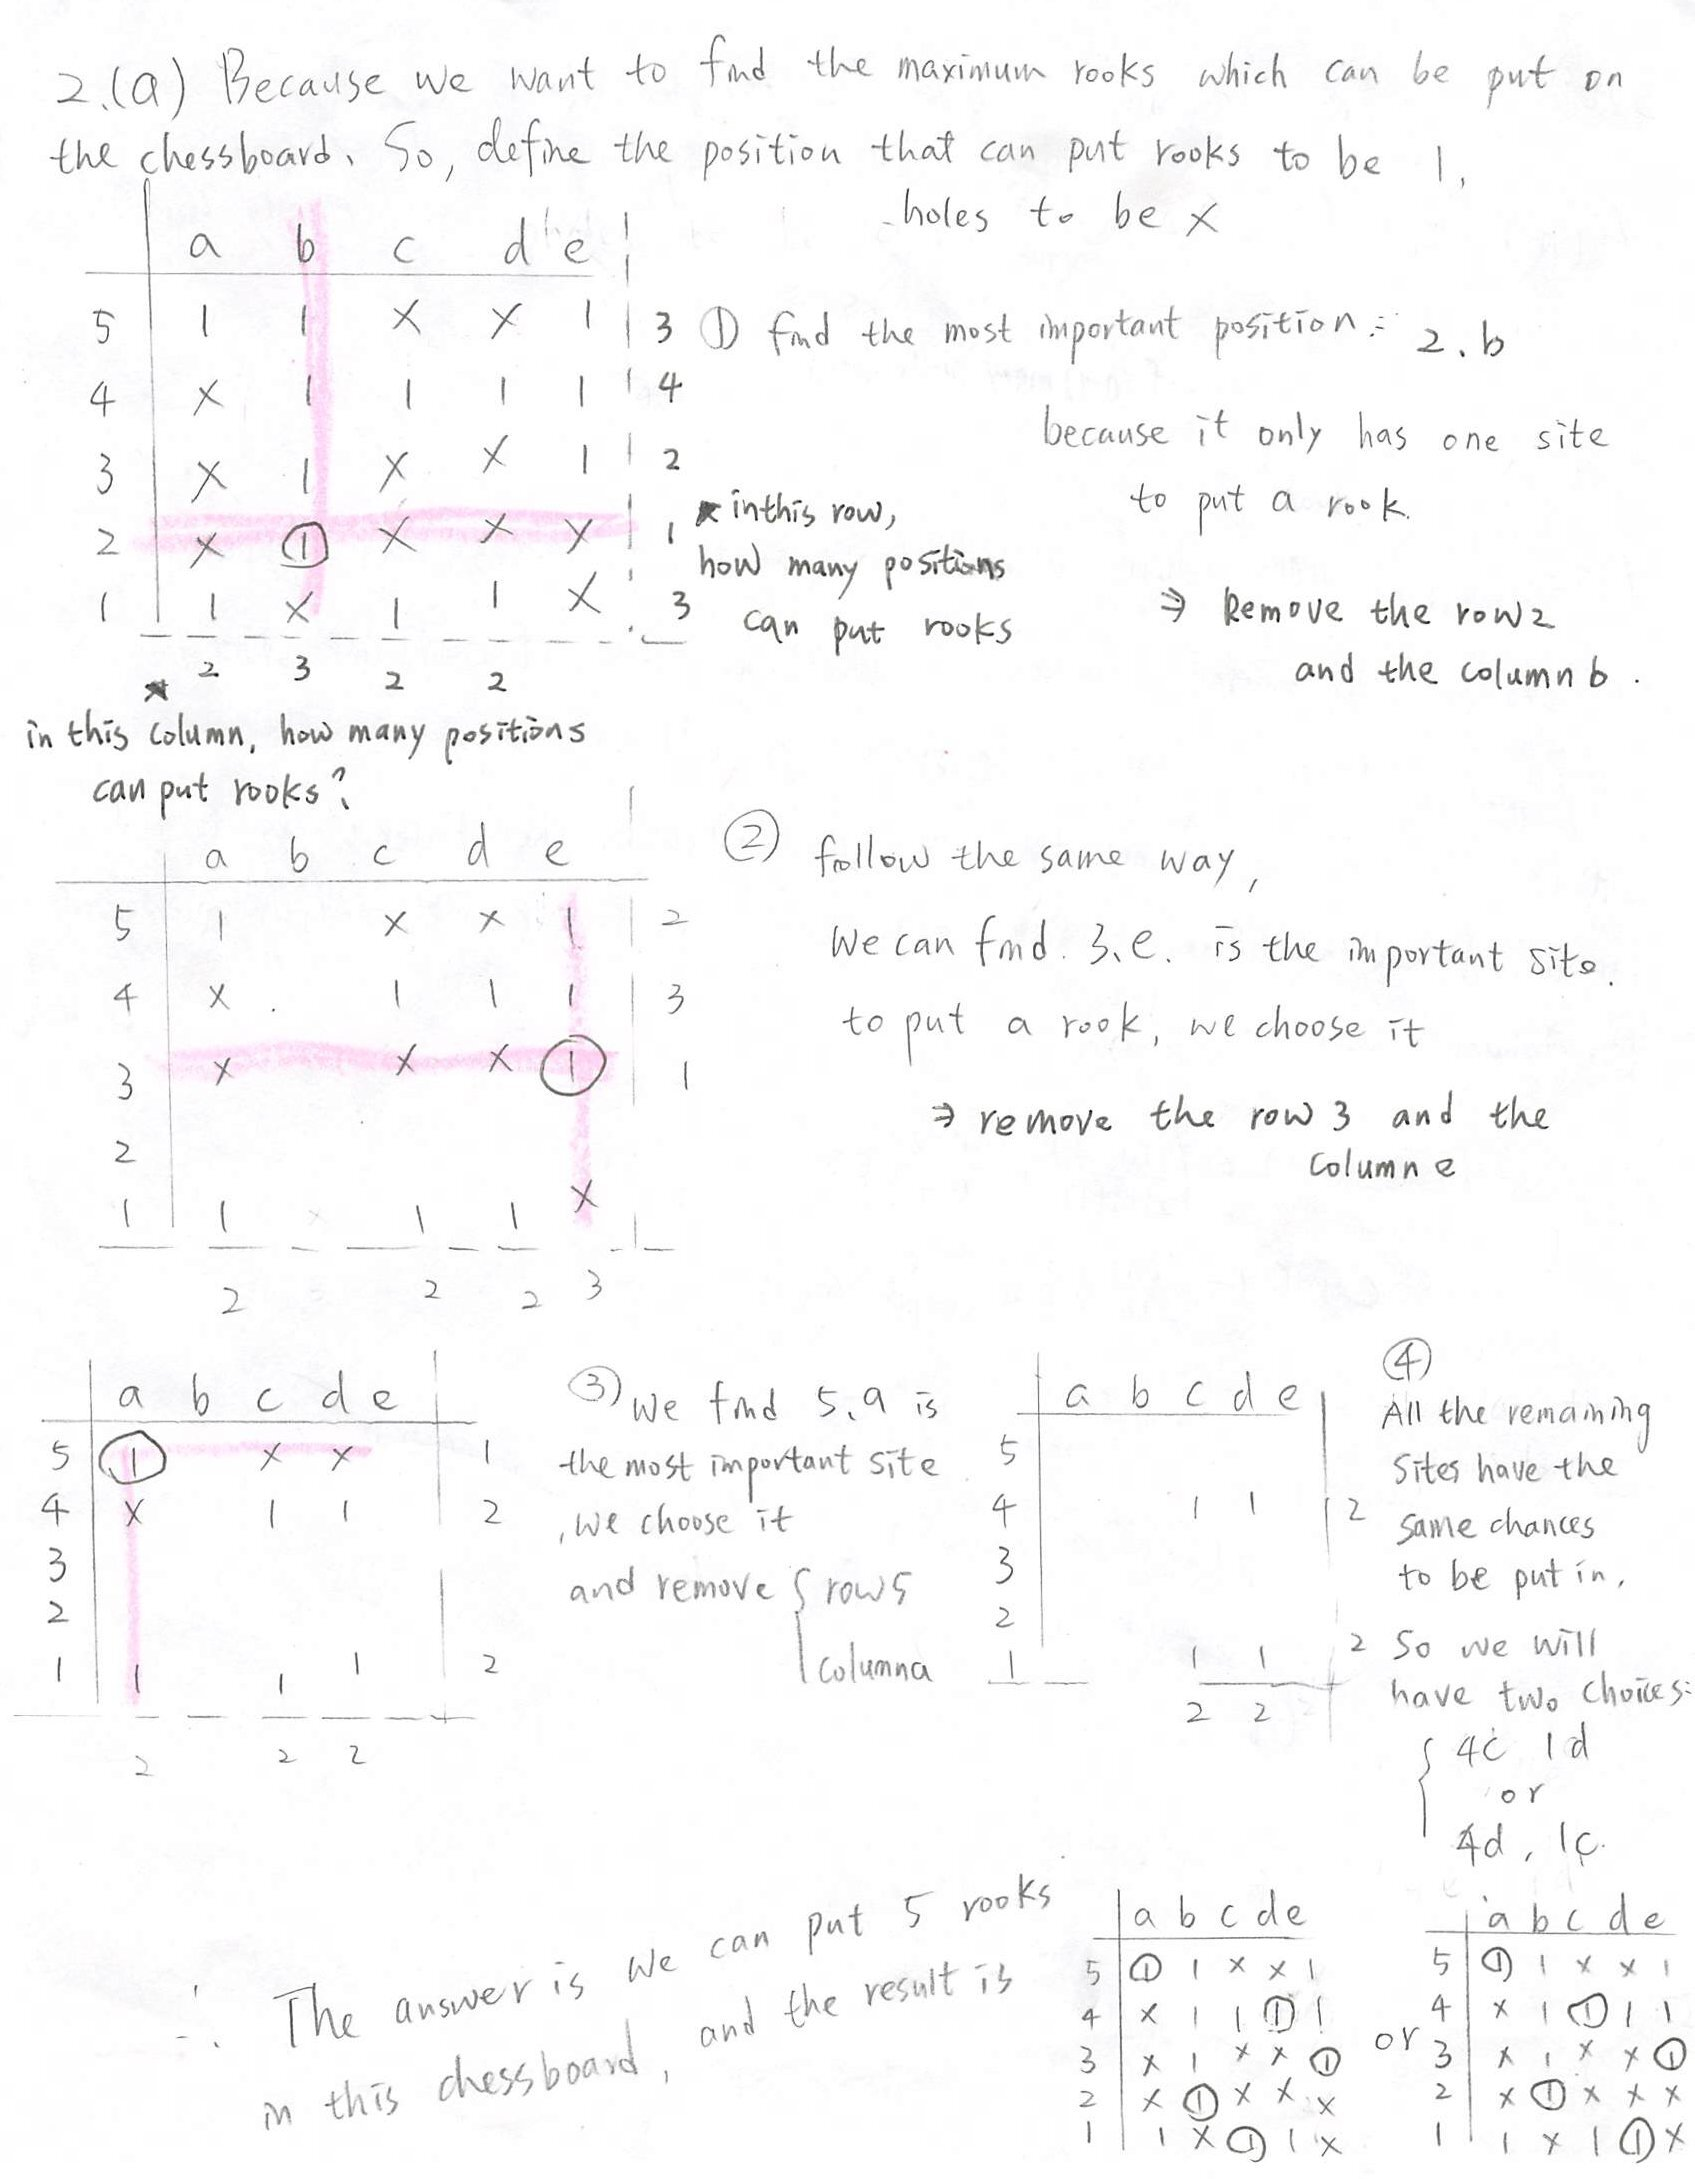 2.(a) Because we want to find the maximum rooks which can be put on
the chessboard. So, define the position that can put rooks to be 1,
holes to be X
a b c d e
5 1 1 X X 1 3
4 X 1 1 1 1 4
3 X 1 X X 1 2
2 X 1 X X X 1
1 1 X 1 1 X 3
2 3 2 2
① find the most important position: 2.b
because it only has one site
to put a rook.
⇒ Remove the row 2
and the column b.
* in this row,
how many positions
can put rooks
*
in this column, how many positions
can put rooks?
a b c d e
5 1 X X 1 2
4 X 1 1 1 3
3 X X X 1 1
2
1 1 X 1 1 X
2 2 2 3
② follow the same way,
We can find 3.e. is the important site
to put a rook, we choose it
⇒ remove the row 3 and the
column e
a b c d e
5 1 X X 1
4 X 1 1 2
3
2
1 1 1 1 2
2 2 2
③ We find 5.a is
the most important site
, we choose it
and remove { row 5
column a
a b c d e
5
4 1 1 2
3
2
1 1 1 2
2 2
④
All the remaining
sites have the
same chances
to be put in.
So we will
have two choices:
{ 4c 1d
or
4d, 1c.
∴ The answer is we can put 5 rooks
in this chessboard, and the result is
a b c d e
5 ① 1 X X 1
4 X 1 1 ① 1
3 X 1 X X ①
2 X ① X X X
1 1 X ① 1 X
or
a b c d e
5 ① 1 X X 1
4 X 1 ① 1 1
3 X 1 X X ①
2 X ① X X X
1 1 X 1 ① X